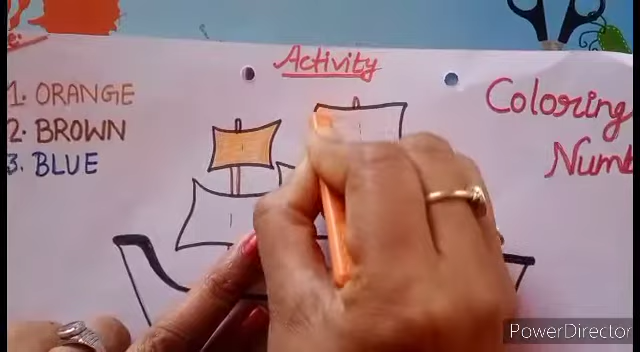 e:
Activity
1. ORANGE
2. BROWN
3. BLUE
Coloring
Numb
PowerDirector